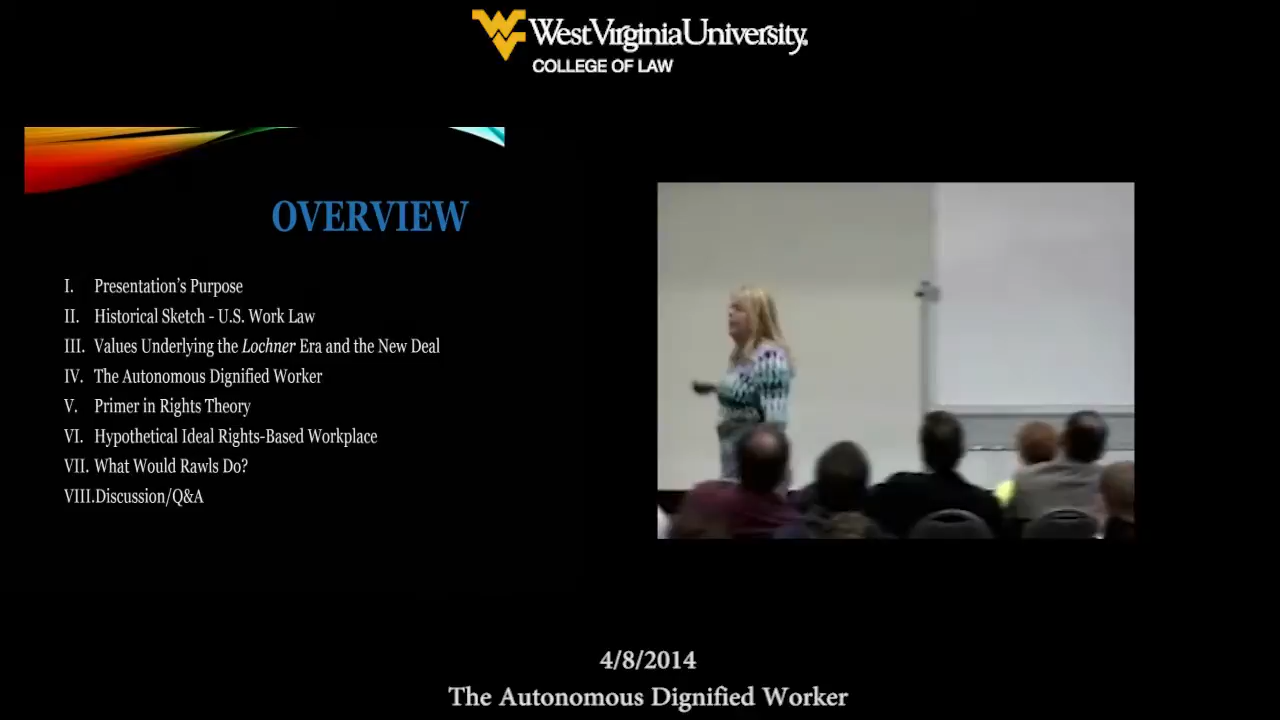 WestVirginiaUniversity.
COLLEGE OF LAW
OVERVIEW
I. Presentation's Purpose
II. Historical Sketch - U.S. Work Law
III. Values Underlying the Lochner Era and the New Deal
IV. The Autonomous Dignified Worker
V. Primer in Rights Theory
VI. Hypothetical Ideal Rights-Based Workplace
VII. What Would Rawls Do?
VIII.Discussion/Q&A
4/8/2014
The Autonomous Dignified Worker